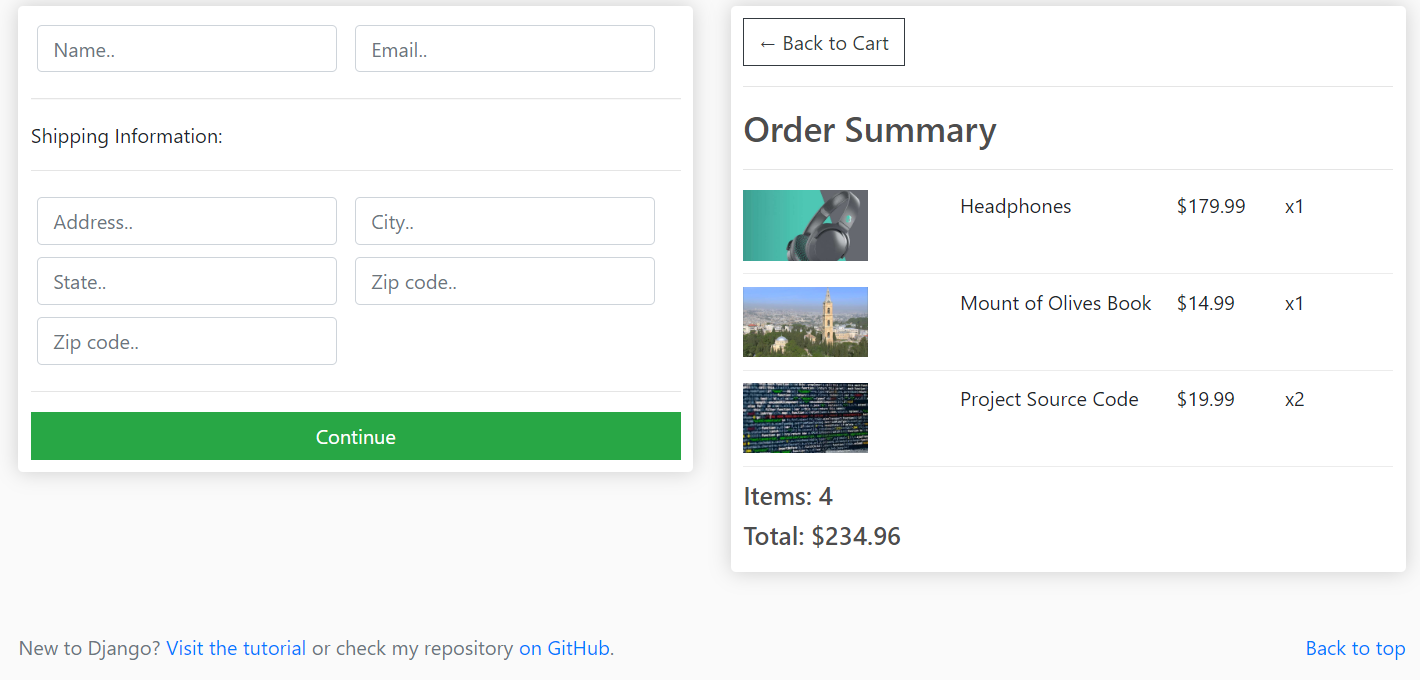 Name..
Email..
Shipping Information:
Address..
City..
State..
Zip code..
Zip code..
Continue
← Back to Cart
Order Summary
Headphones $179.99 x1
Mount of Olives Book $14.99 x1
Project Source Code $19.99 x2
Items: 4
Total: $234.96
New to Django? Visit the tutorial or check my repository on GitHub.
Back to top